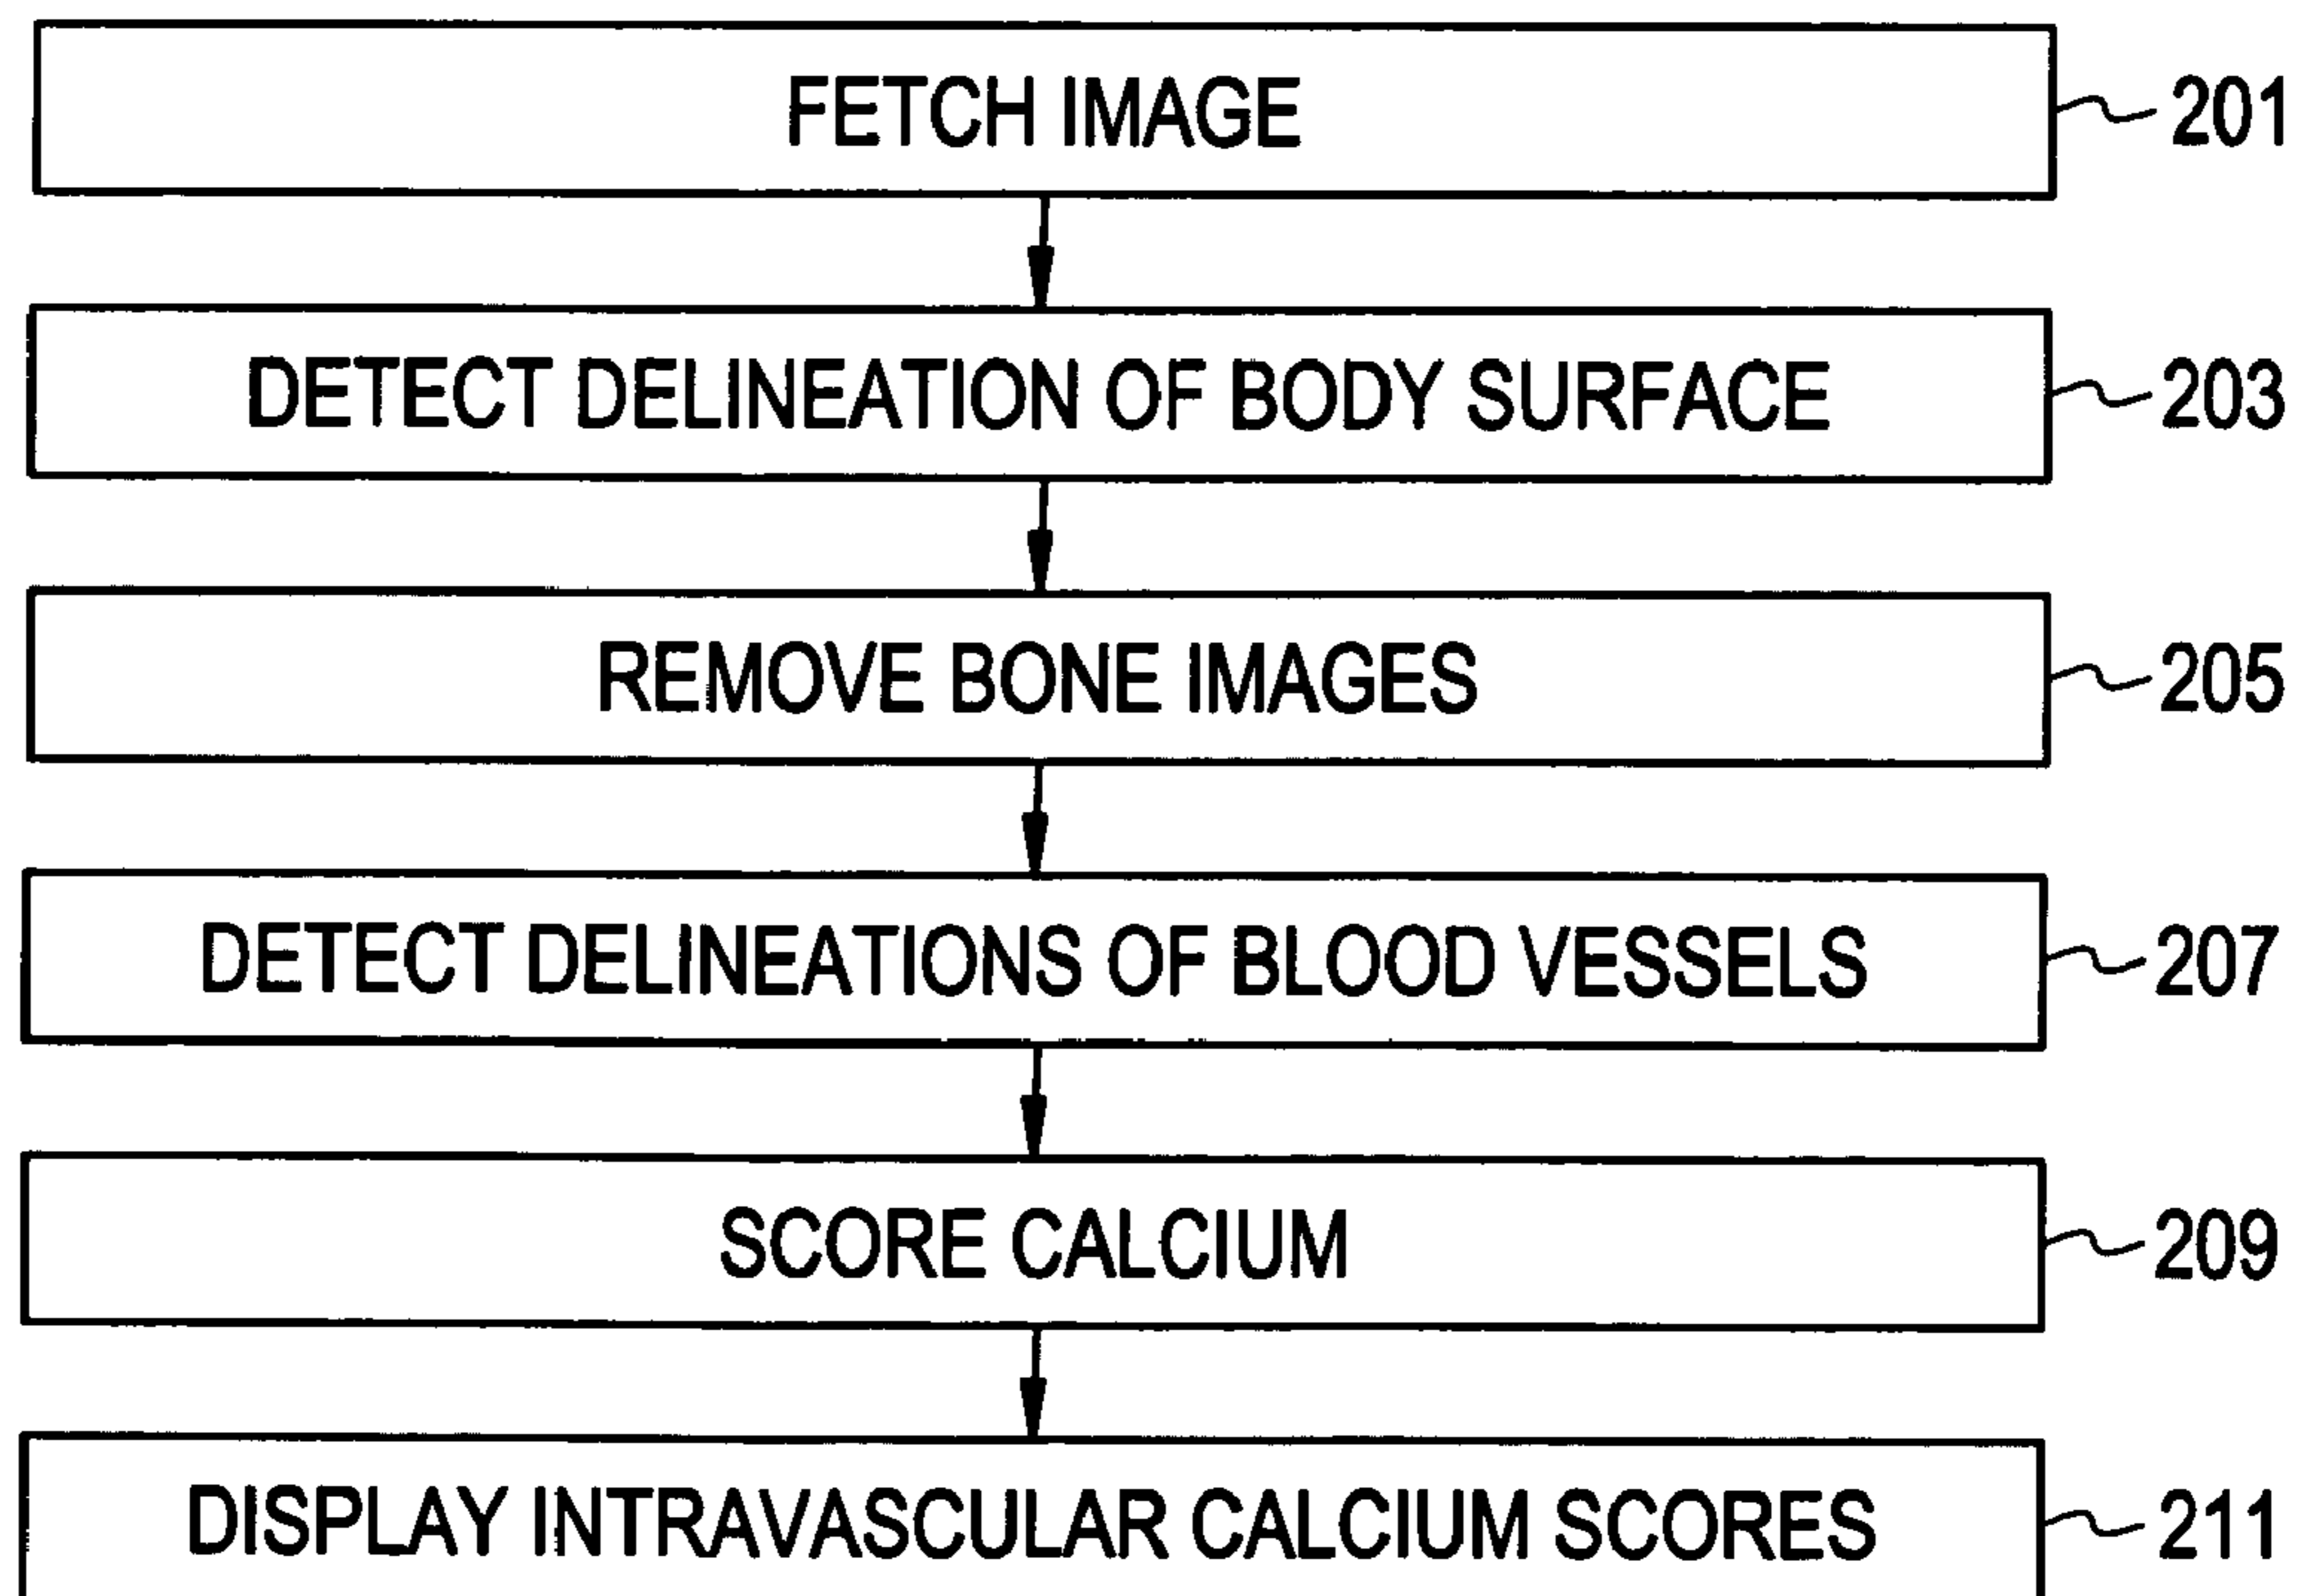 FETCH IMAGE 201
DETECT DELINEATION OF BODY SURFACE 203
REMOVE BONE IMAGES 205
DETECT DELINEATIONS OF BLOOD VESSELS 207
SCORE CALCIUM 209
DISPLAY INTRAVASCULAR CALCIUM SCORES 211